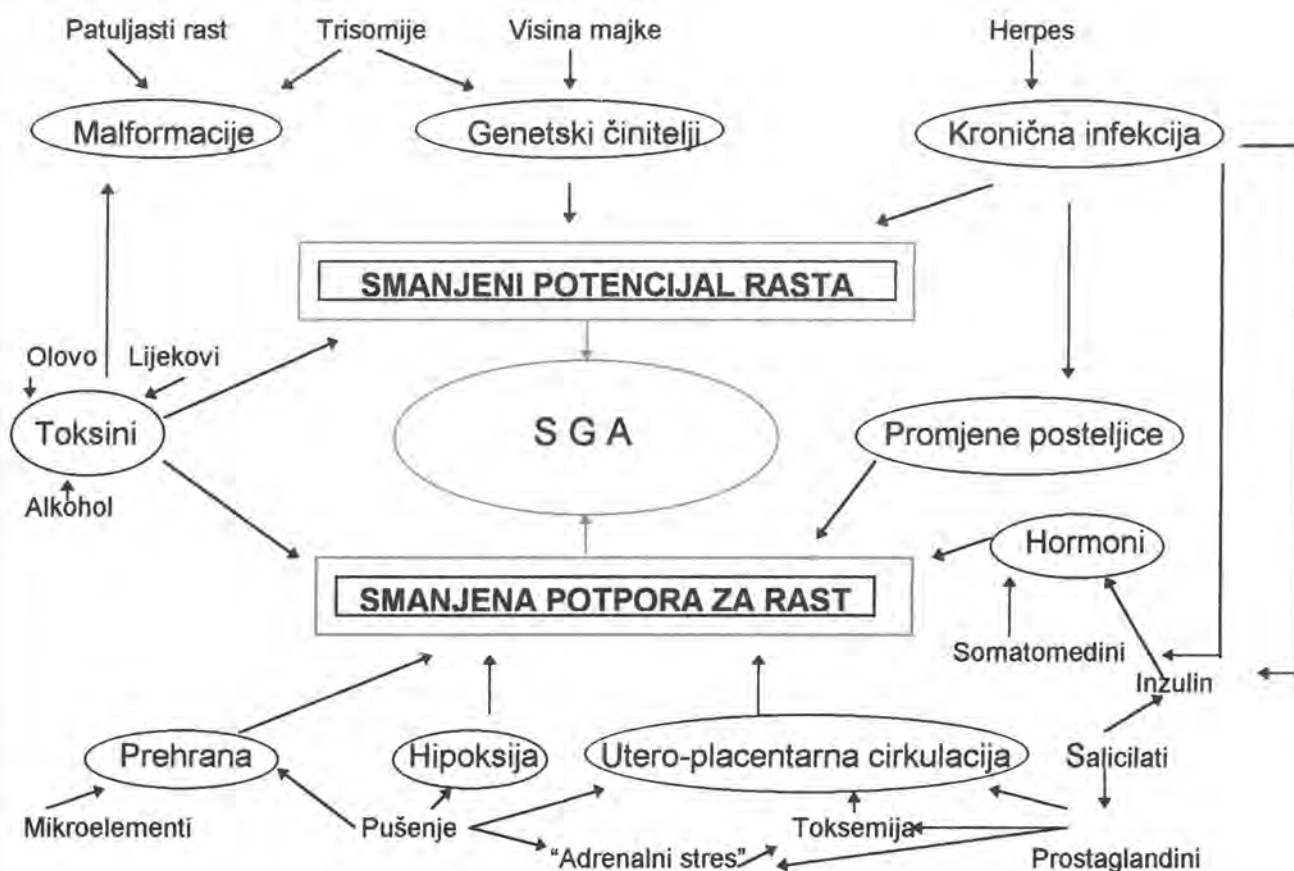 Patuljasti rast
Trisomije
Visina majke
Herpes
Malformacije
Genetski činitelji
Kronična infekcija
SMANJENI POTENCIJAL RASTA
Olovo
Lijekovi
Toksini
S G A
Promjene posteljice
Alkohol
Hormoni
SMANJENA POTPORA ZA RAST
Somatomedini
Inzulin
Prehrana
Hipoksija
Utero-placentarna cirkulacija
Salicilati
Mikroelementi
Pušenje
Toksemija
"Adrenalni stres"
Prostaglandini